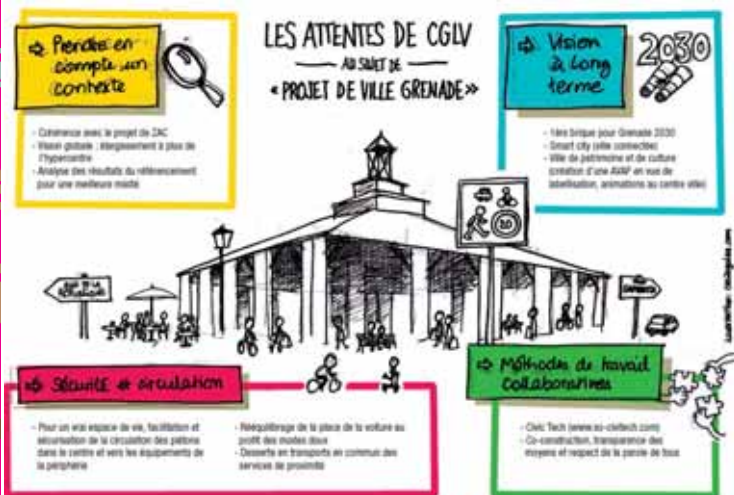 LES ATTENTES DE CGLV
AU SUJET DE
« PROJET DE VILLE GRENADE »
⇨ Prendre en
compte un
contexte
- Cohérence avec le projet de ZAC
- Vision globale : élargissement à plus de
l'hypercentre
- Analyse des résultats du référencement
pour une meilleure mixité
⇨ Vision
à long
terme
2030
- 1ère brique pour Grenade 2030
- Smart city (ville connectée)
- Ville de patrimoine et de culture
(création d'une AVAP en vue de
labellisation, animations au centre ville)
RUE DE LA
30
⇨ Sécurité et circulation
- Pour un vrai espace de vie, facilitation et
sécurisation de la circulation des piétons
dans le centre et vers les équipements de
la périphérie
- Rééquilibrage de la place de la voiture au
profit des modes doux
- Desserte en transports en commun des
services de proximité
⇨ Méthodes de travail
collaboratives
- Civic Tech (www.so-civictech.com)
- Co-construction, transparence des
moyens et respect de la parole de tous